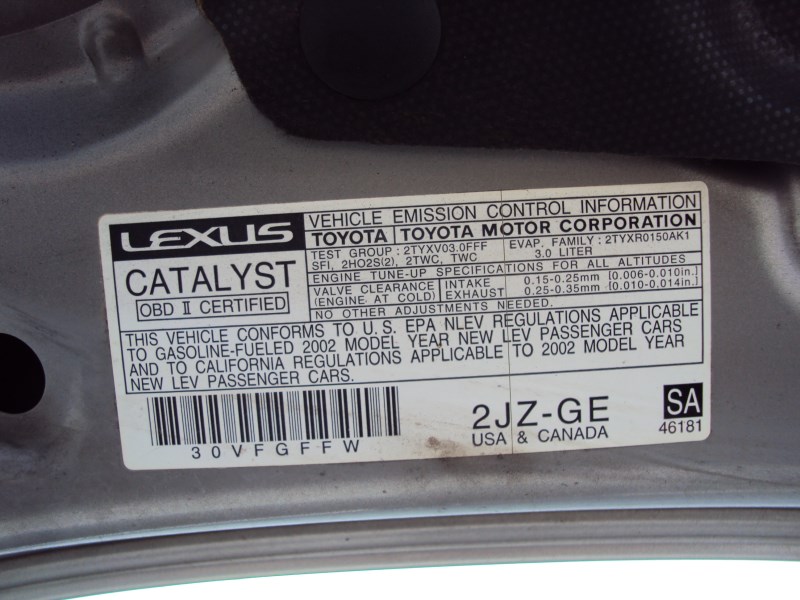 LEXUS
VEHICLE EMISSION CONTROL INFORMATION
TOYOTA TOYOTA MOTOR CORPORATION
CATALYST
OBD II CERTIFIED
TEST GROUP : 2TYXV03.0FFF EVAP. FAMILY : 2TYXR0150AK1
SFI, 2HO2S(2), 2TWC, TWC 3.0 LITER
ENGINE TUNE-UP SPECIFICATIONS FOR ALL ALTITUDES
VALVE CLEARANCE INTAKE 0.15-0.25mm [0.006-0.010in.]
(ENGINE AT COLD) EXHAUST 0.25-0.35mm [0.010-0.014in.]
NO OTHER ADJUSTMENTS NEEDED.
THIS VEHICLE CONFORMS TO U.S. EPA NLEV REGULATIONS APPLICABLE
TO GASOLINE-FUELED 2002 MODEL YEAR NEW LEV PASSENGER CARS
AND TO CALIFORNIA REGULATIONS APPLICABLE TO 2002 MODEL YEAR
NEW LEV PASSENGER CARS.
30VFGFFW
2JZ-GE
USA & CANADA
SA
46181